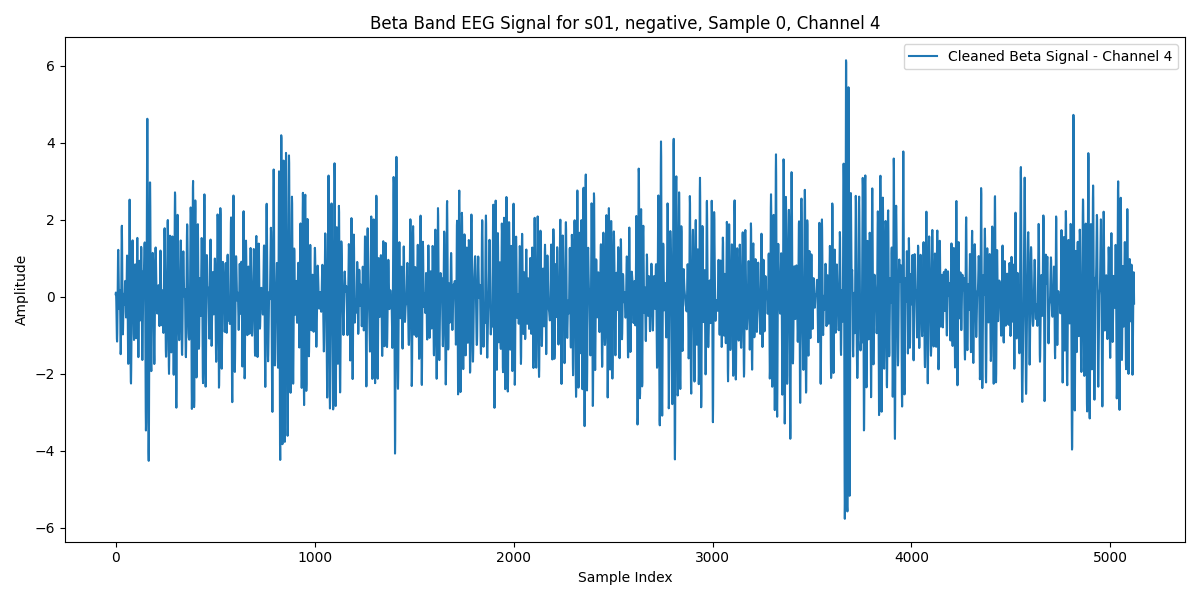 Beta Band EEG Signal for s01, negative, Sample 0, Channel 4
Cleaned Beta Signal - Channel 4
Amplitude
6
4
2
0
−2
−4
−6
0 1000 2000 3000 4000 5000
Sample Index